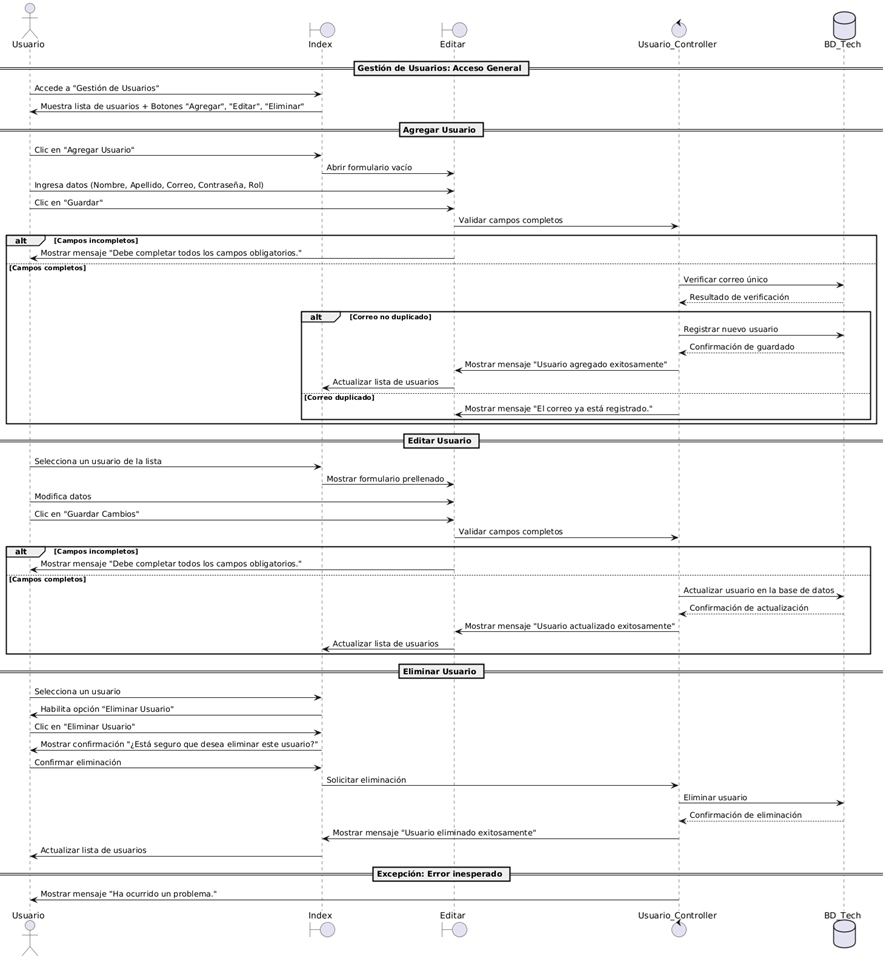 Usuario
Index
Editar
Usuario_Controller
BD_Tech
Gestión de Usuarios: Acceso General
Accede a "Gestión de Usuarios"
Muestra lista de usuarios + Botones "Agregar", "Editar", "Eliminar"
Agregar Usuario
Clic en "Agregar Usuario"
Abrir formulario vacío
Ingresa datos (Nombre, Apellido, Correo, Contraseña, Rol)
Clic en "Guardar"
Validar campos completos
alt [Campos incompletos]
Mostrar mensaje "Debe completar todos los campos obligatorios."
[Campos completos]
Verificar correo único
Resultado de verificación
alt [Correo no duplicado]
Registrar nuevo usuario
Confirmación de guardado
Mostrar mensaje "Usuario agregado exitosamente"
Actualizar lista de usuarios
[Correo duplicado]
Mostrar mensaje "El correo ya está registrado."
Editar Usuario
Selecciona un usuario de la lista
Mostrar formulario prellenado
Modifica datos
Clic en "Guardar Cambios"
Validar campos completos
alt [Campos incompletos]
Mostrar mensaje "Debe completar todos los campos obligatorios."
[Campos completos]
Actualizar usuario en la base de datos
Confirmación de actualización
Mostrar mensaje "Usuario actualizado exitosamente"
Actualizar lista de usuarios
Eliminar Usuario
Selecciona un usuario
Habilita opción "Eliminar Usuario"
Clic en "Eliminar Usuario"
Mostrar confirmación "¿Está seguro que desea eliminar este usuario?"
Confirmar eliminación
Solicitar eliminación
Eliminar usuario
Confirmación de eliminación
Mostrar mensaje "Usuario eliminado exitosamente"
Actualizar lista de usuarios
Excepción: Error inesperado
Mostrar mensaje "Ha ocurrido un problema."
Usuario
Index
Editar
Usuario_Controller
BD_Tech